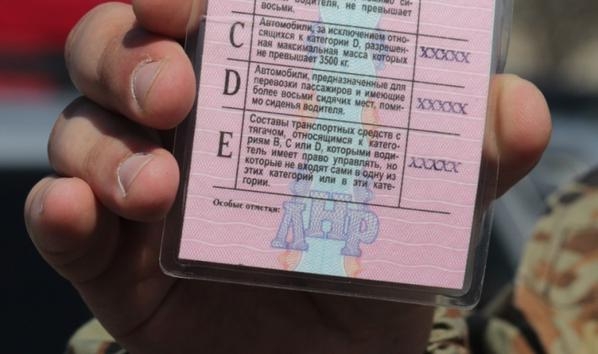 водителя, не превышает
восьми.
C
Автомобили, за исключением отно-
сящихся к категории D, разрешен-
ная максимальная масса которых
не превышает 3500 кг.
XXXXX
D
Автомобили, предназначенные для
перевозки пассажиров и имеющие
более восьми сидячих мест, поми-
мо сиденья водителя.
XXXXX
E
Составы транспортных средств с
тягачом, относящимся к катего-
риям B, C или D, которыми води-
тель имеет право управлять, но
которые не входят сами в одну из
этих категорий или в эти кате-
гории.
XXXXX
Особые отметки:
ЛНР